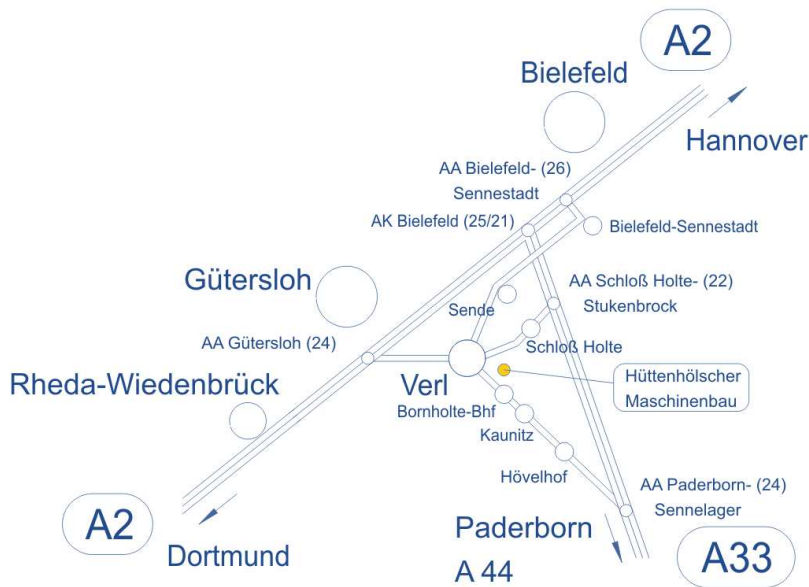 A2
Bielefeld
Hannover
AA Bielefeld- (26)
Sennestadt
AK Bielefeld (25/21)
Bielefeld-Sennestadt
Gütersloh
AA Schloß Holte- (22)
Stukenbrock
Sende
AA Gütersloh (24)
Schloß Holte
Rheda-Wiedenbrück
Verl
Hüttenhölscher
Maschinenbau
Bornholte-Bhf
Kaunitz
Hövelhof
AA Paderborn- (24)
Sennelager
A2
Paderborn
Dortmund
A 44
A33